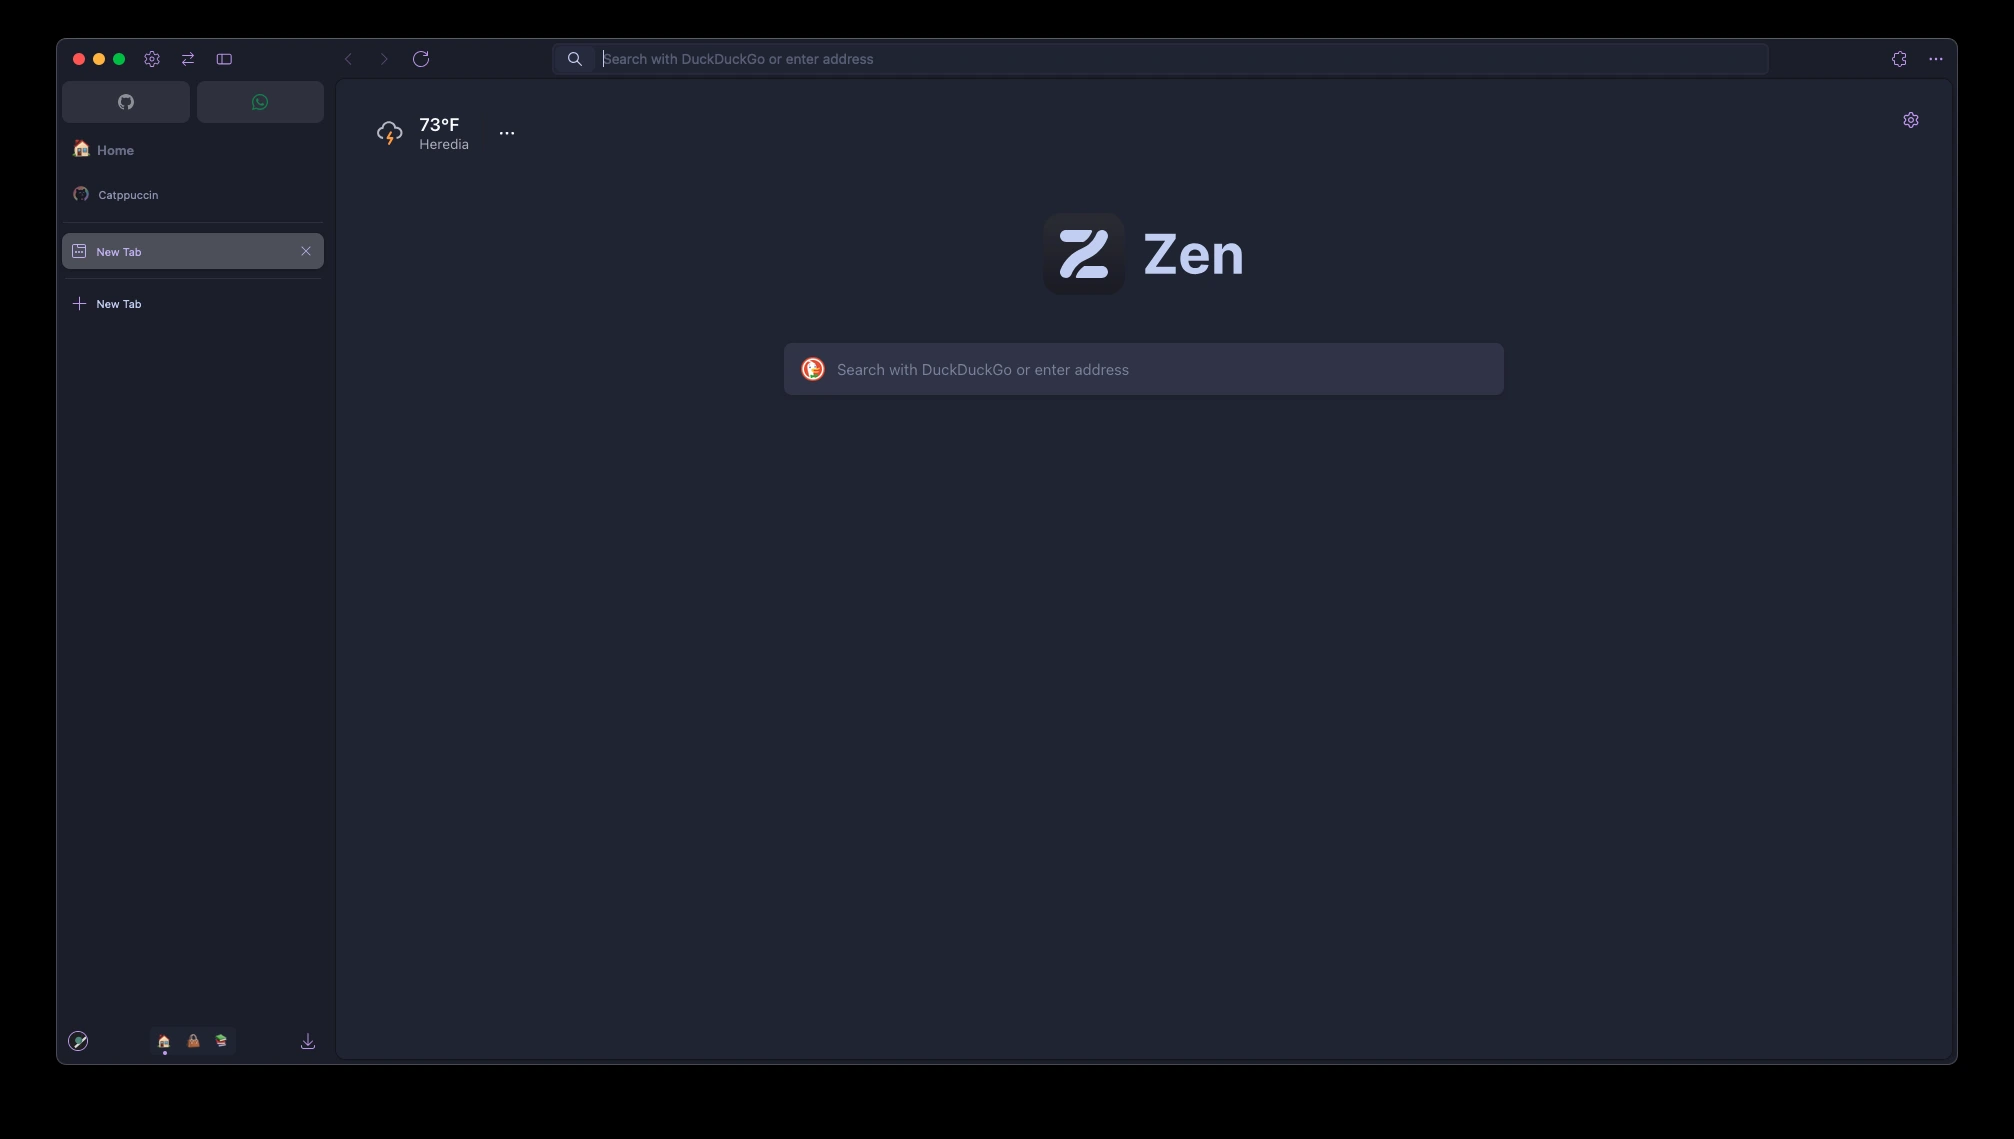 Search with DuckDuckGo or enter address
Home
Catppuccin
New Tab
New Tab
73°F
Heredia
Zen
Search with DuckDuckGo or enter address